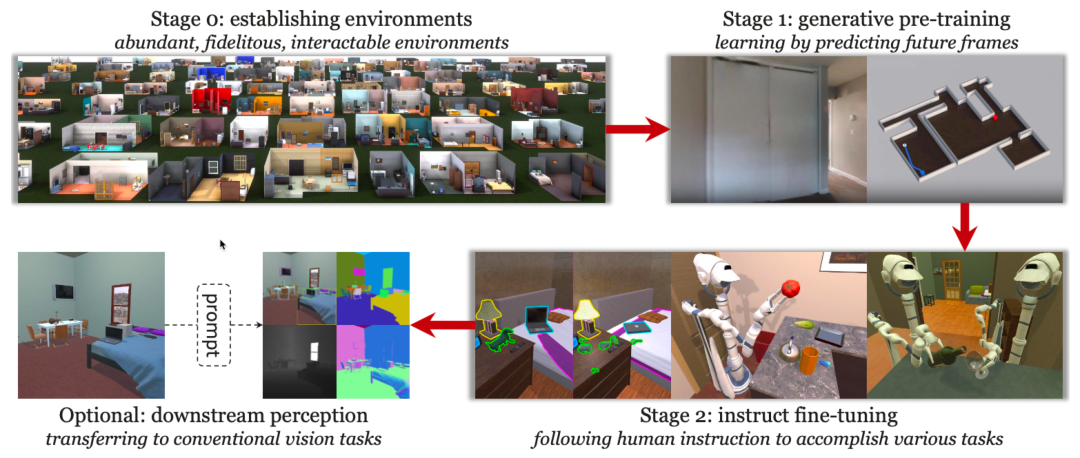 Stage 0: establishing environments
abundant, fidelitous, interactable environments
Stage 1: generative pre-training
learning by predicting future frames
prompt
Optional: downstream perception
transferring to conventional vision tasks
Stage 2: instruct fine-tuning
following human instruction to accomplish various tasks